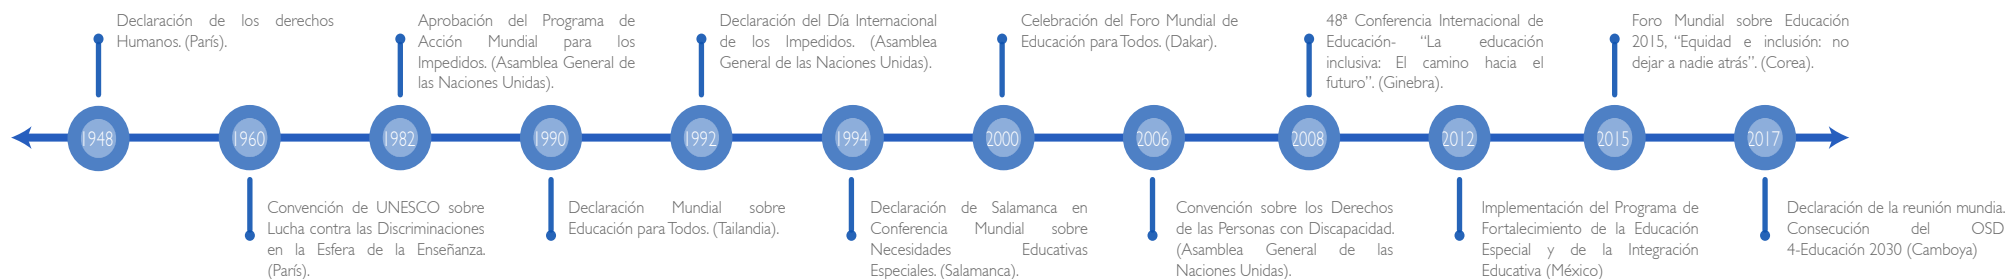 Declaración de los derechos
Humanos. (París).
Aprobación del Programa de
Acción Mundial para los
Impedidos. (Asamblea General de
las Naciones Unidas).
Declaración del Día Internacional
de los Impedidos. (Asamblea
General de las Naciones Unidas).
Celebración del Foro Mundial de
Educación para Todos. (Dakar).
48ª Conferencia Internacional de
Educación- “La educación
inclusiva: El camino hacia el
futuro”. (Ginebra).
Foro Mundial sobre Educación
2015, “Equidad e inclusión: no
dejar a nadie atrás”. (Corea).
1948
1960
1982
1990
1992
1994
2000
2006
2008
2012
2015
2017
Convención de UNESCO sobre
Lucha contra las Discriminaciones
en la Esfera de la Enseñanza.
(París).
Declaración Mundial sobre
Educación para Todos. (Tailandia).
Declaración de Salamanca en
Conferencia Mundial sobre
Necesidades Educativas
Especiales. (Salamanca).
Convención sobre los Derechos
de las Personas con Discapacidad.
(Asamblea General de las
Naciones Unidas).
Implementación del Programa de
Fortalecimiento de la Educación
Especial y de la Integración
Educativa (México)
Declaración de la reunión mundia.
Consecución del OSD
4-Educación 2030 (Camboya)